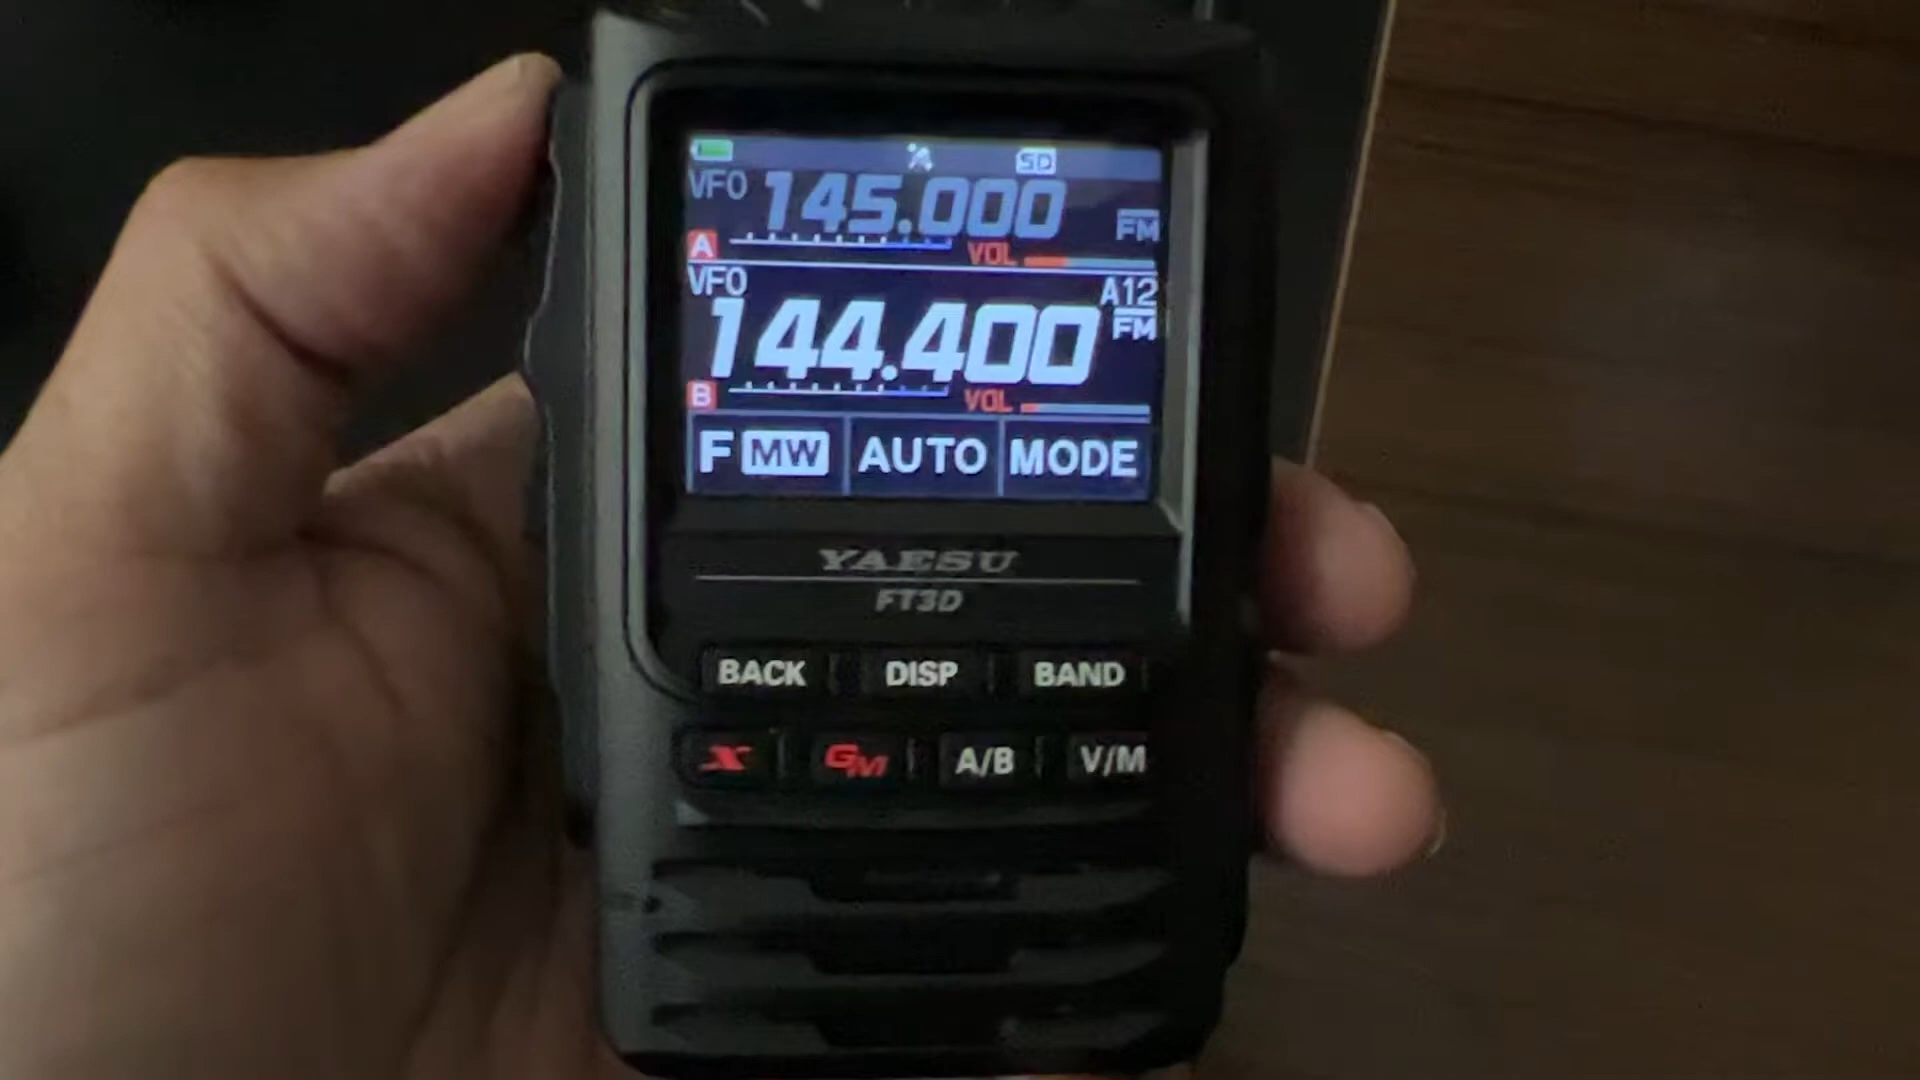 SD
VFO 145.000 FM
A VOL
VFO A12
144.400 FM
B VOL
F MW AUTO MODE
YAESU
FT3D
BACK DISP BAND
X GM A/B V/M